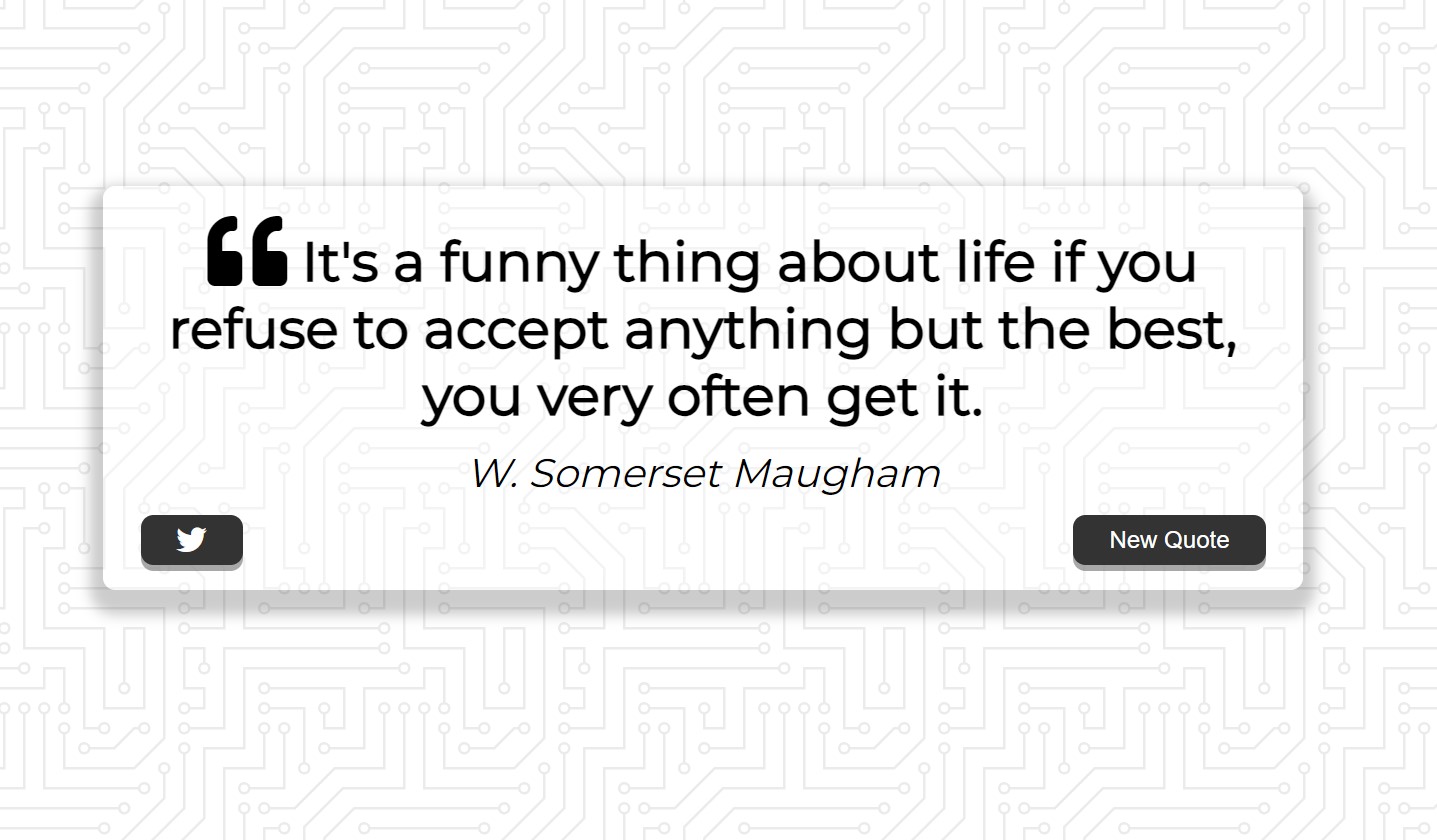 ❝ It's a funny thing about life if you
refuse to accept anything but the best,
you very often get it.
W. Somerset Maugham
New Quote